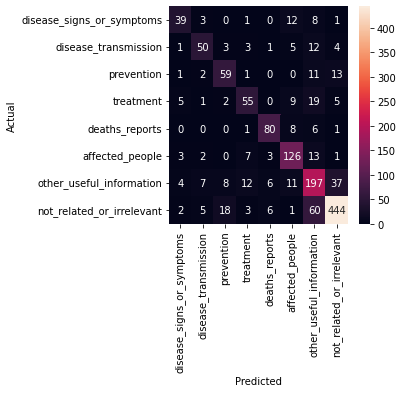 disease_signs_or_symptoms 39 3 0 1 0 12 8 1
disease_transmission 1 50 3 3 1 5 12 4
prevention 1 2 59 1 0 0 11 13
treatment 5 1 2 55 0 9 19 5
deaths_reports 0 0 0 1 80 8 6 1
affected_people 3 2 0 7 3 126 13 1
other_useful_information 4 7 8 12 6 11 197 37
not_related_or_irrelevant 2 5 18 3 6 1 60 444
Actual
disease_signs_or_symptoms
disease_transmission
prevention
treatment
deaths_reports
affected_people
other_useful_information
not_related_or_irrelevant
Predicted
400
350
300
250
200
150
100
50
0